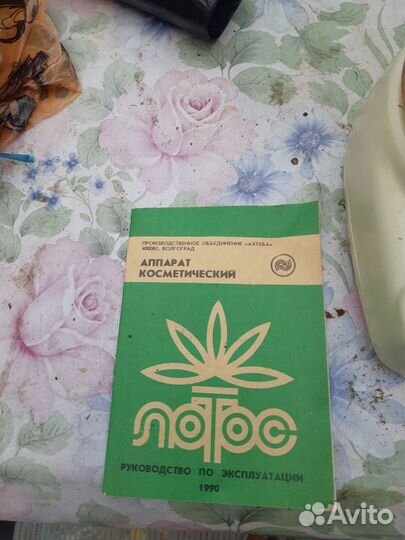 ПРОИЗВОДСТВЕННОЕ ОБЪЕДИНЕНИЕ «АХТУБА»
400081, ВОЛГОГРАД
АППАРАТ
КОСМЕТИЧЕСКИЙ
ЛОТОС
РУКОВОДСТВО ПО ЭКСПЛУАТАЦИИ
1990
Avito